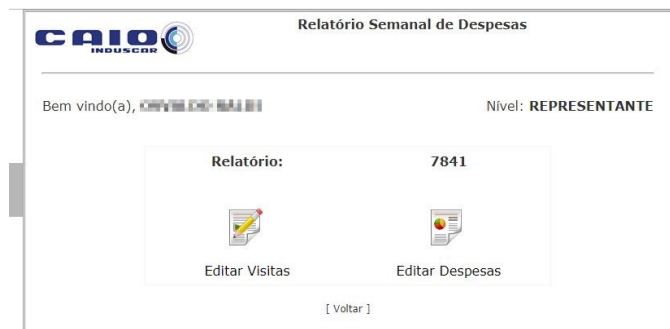 CAIO
INDUSCAR
Relatório Semanal de Despesas
Bem vindo(a),
Nível: REPRESENTANTE
Relatório: 7841
Editar Visitas Editar Despesas
[ Voltar ]